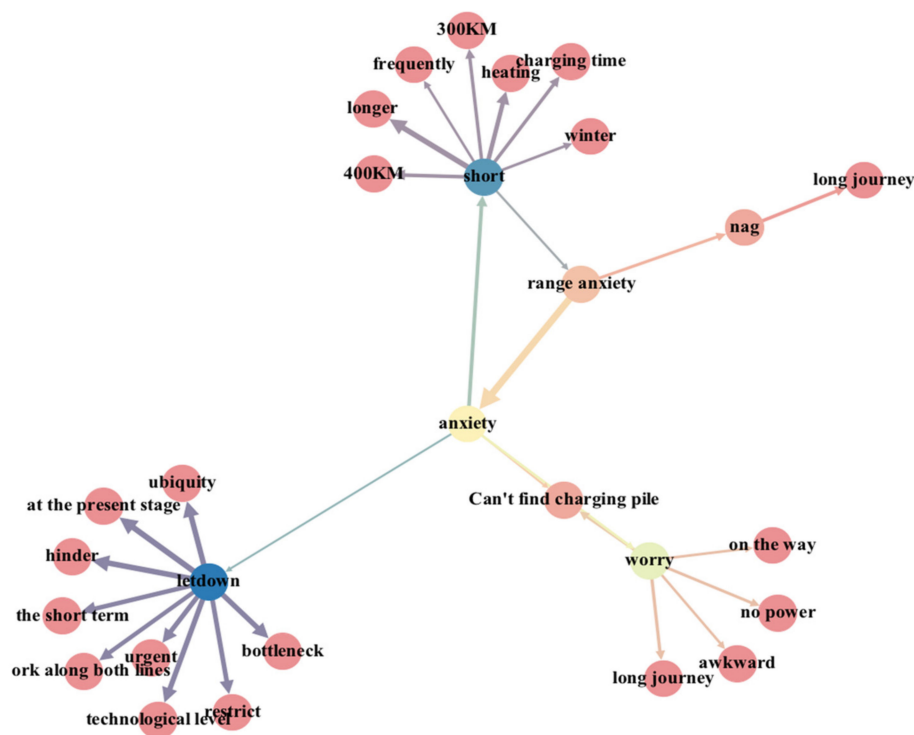 300KM
frequently
charging time
heating
longer
winter
400KM
short
long journey
nag
range anxiety
anxiety
ubiquity
at the present stage
Can't find charging pile
hinder
on the way
worry
letdown
the short term
no power
bottleneck
urgent
ork along both lines
awkward
long journey
restrict
technological level